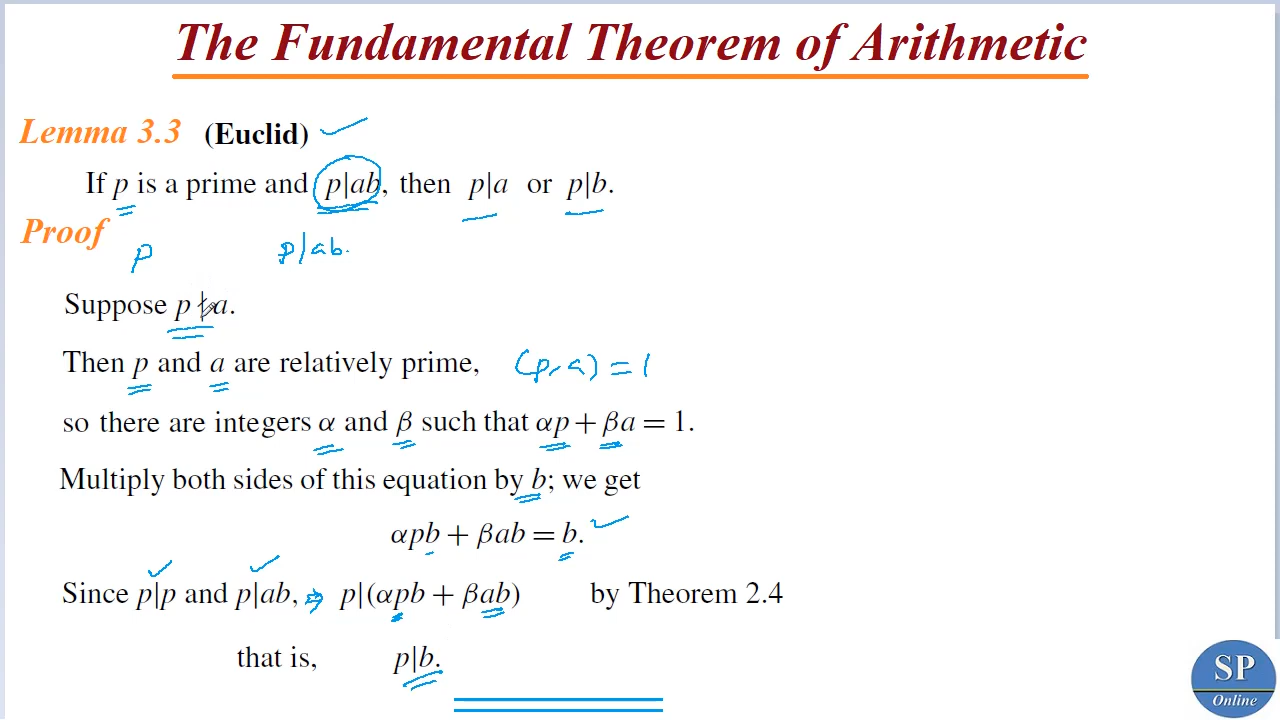 The Fundamental Theorem of Arithmetic
Lemma 3.3 (Euclid)
If p is a prime and p|ab, then p|a or p|b.
Proof
p p|ab.
Suppose p ∤ a.
Then p and a are relatively prime, (p, a) = 1
so there are integers α and β such that αp + βa = 1.
Multiply both sides of this equation by b; we get
αpb + βab = b.
Since p|p and p|ab, ⇒ p|(αpb + βab) by Theorem 2.4
that is, p|b.
SP
Online